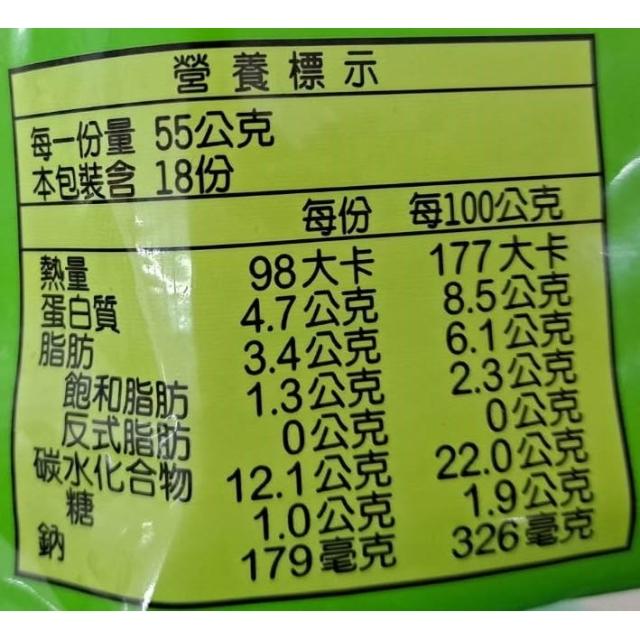 營養標示
每一份量 55公克
本包裝含 18份
每份 每100公克
熱量 98大卡 177大卡
蛋白質 4.7公克 8.5公克
脂肪 3.4公克 6.1公克
飽和脂肪 1.3公克 2.3公克
反式脂肪 0公克 0公克
碳水化合物 12.1公克 22.0公克
糖 1.0公克 1.9公克
鈉 179毫克 326毫克